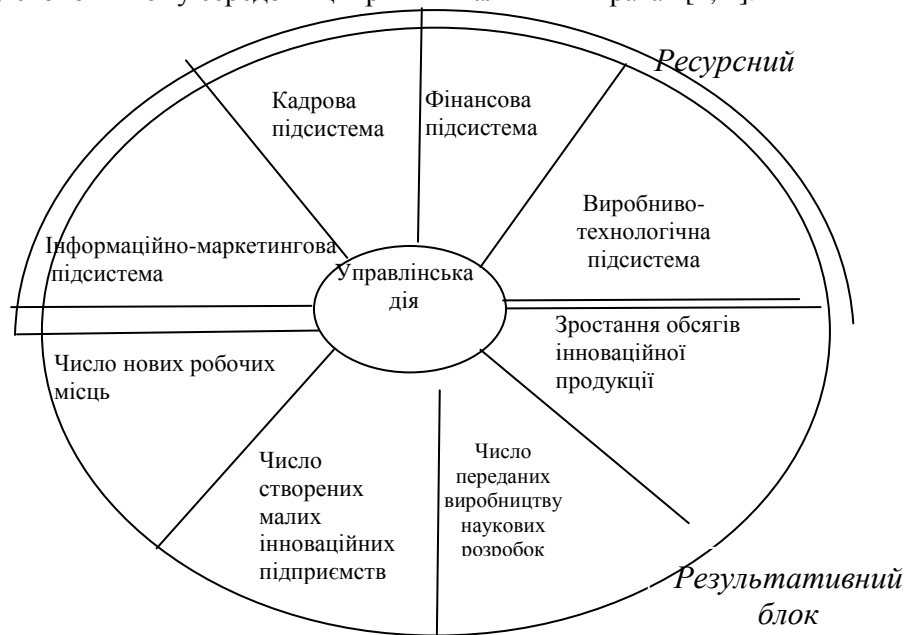 Ресурсний
Кадрова
підсистема
Фінансова
підсистема
Виробниво-
технологічна
підсистема
Інформаційно-маркетингова
підсистема
Управлінська
дія
Зростання обсягів
інноваційної
продукції
Число нових робочих
місць
Число
створених
малих
інноваційних
підприємств
Число
переданих
виробництву
наукових
розробок
Результативний
блок